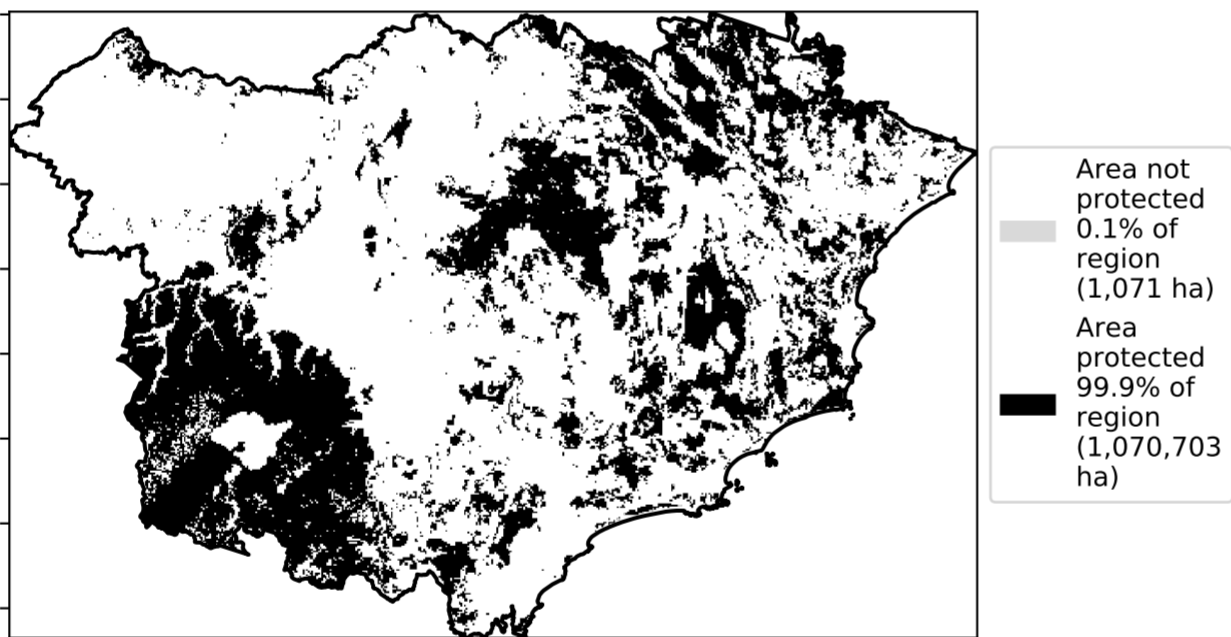 Area not
protected
0.1% of
region
(1,071 ha)
Area
protected
99.9% of
region
(1,070,703
ha)